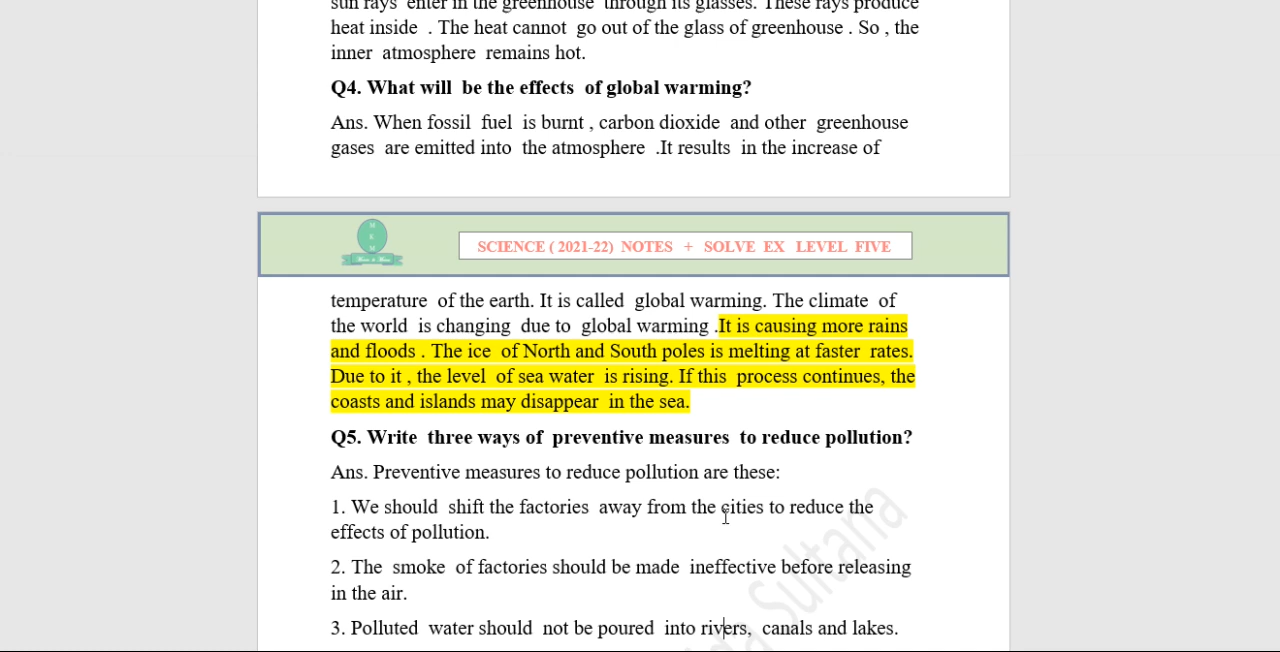 sun rays enter in the greenhouse through its glasses. These rays produce
heat inside . The heat cannot go out of the glass of greenhouse . So , the
inner atmosphere remains hot.
Q4. What will be the effects of global warming?
Ans. When fossil fuel is burnt , carbon dioxide and other greenhouse
gases are emitted into the atmosphere .It results in the increase of
M
K
M
SCIENCE ( 2021-22) NOTES + SOLVE EX LEVEL FIVE
temperature of the earth. It is called global warming. The climate of
the world is changing due to global warming .It is causing more rains
and floods . The ice of North and South poles is melting at faster rates.
Due to it , the level of sea water is rising. If this process continues, the
coasts and islands may disappear in the sea.
Q5. Write three ways of preventive measures to reduce pollution?
Ans. Preventive measures to reduce pollution are these:
1. We should shift the factories away from the cities to reduce the
effects of pollution.
2. The smoke of factories should be made ineffective before releasing
in the air.
3. Polluted water should not be poured into rivers, canals and lakes.
Sultana